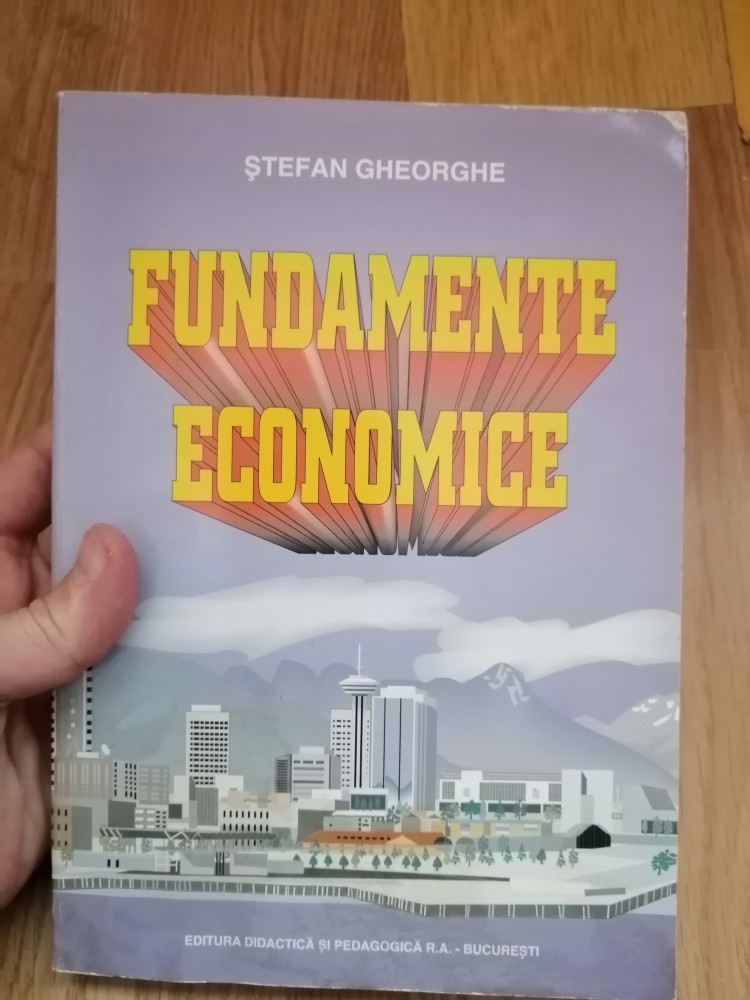 ŞTEFAN GHEORGHE
FUNDAMENTE
ECONOMICE
EDITURA DIDACTICĂ ŞI PEDAGOGICĂ R.A. - BUCUREŞTI